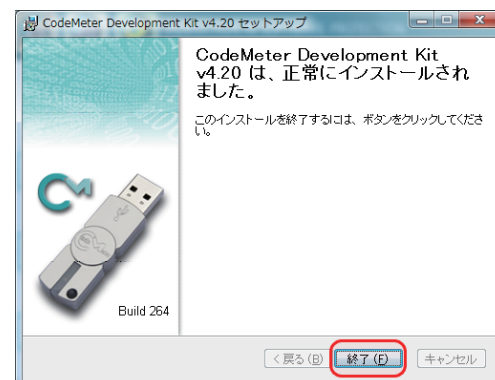 CodeMeter Development Kit v4.20 セットアップ
CodeMeter Development Kit
v4.20 は、正常にインストールされ
ました。
このインストールを終了するには、ボタンをクリックしてくださ
い。
Build 264
< 戻る(B)
終了(F)
キャンセル